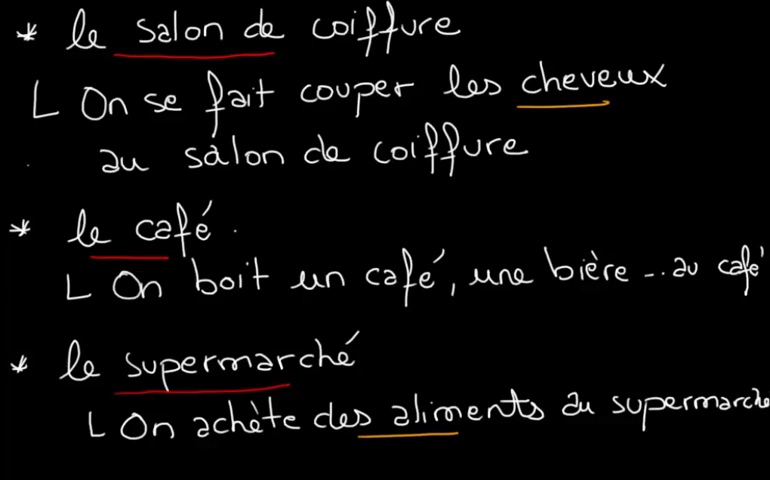 * le salon de coiffure
L On se fait couper les cheveux
au salon de coiffure
* le café
L On boit un café, une bière ... au café
* le supermarché
L On achète des aliments au supermarché